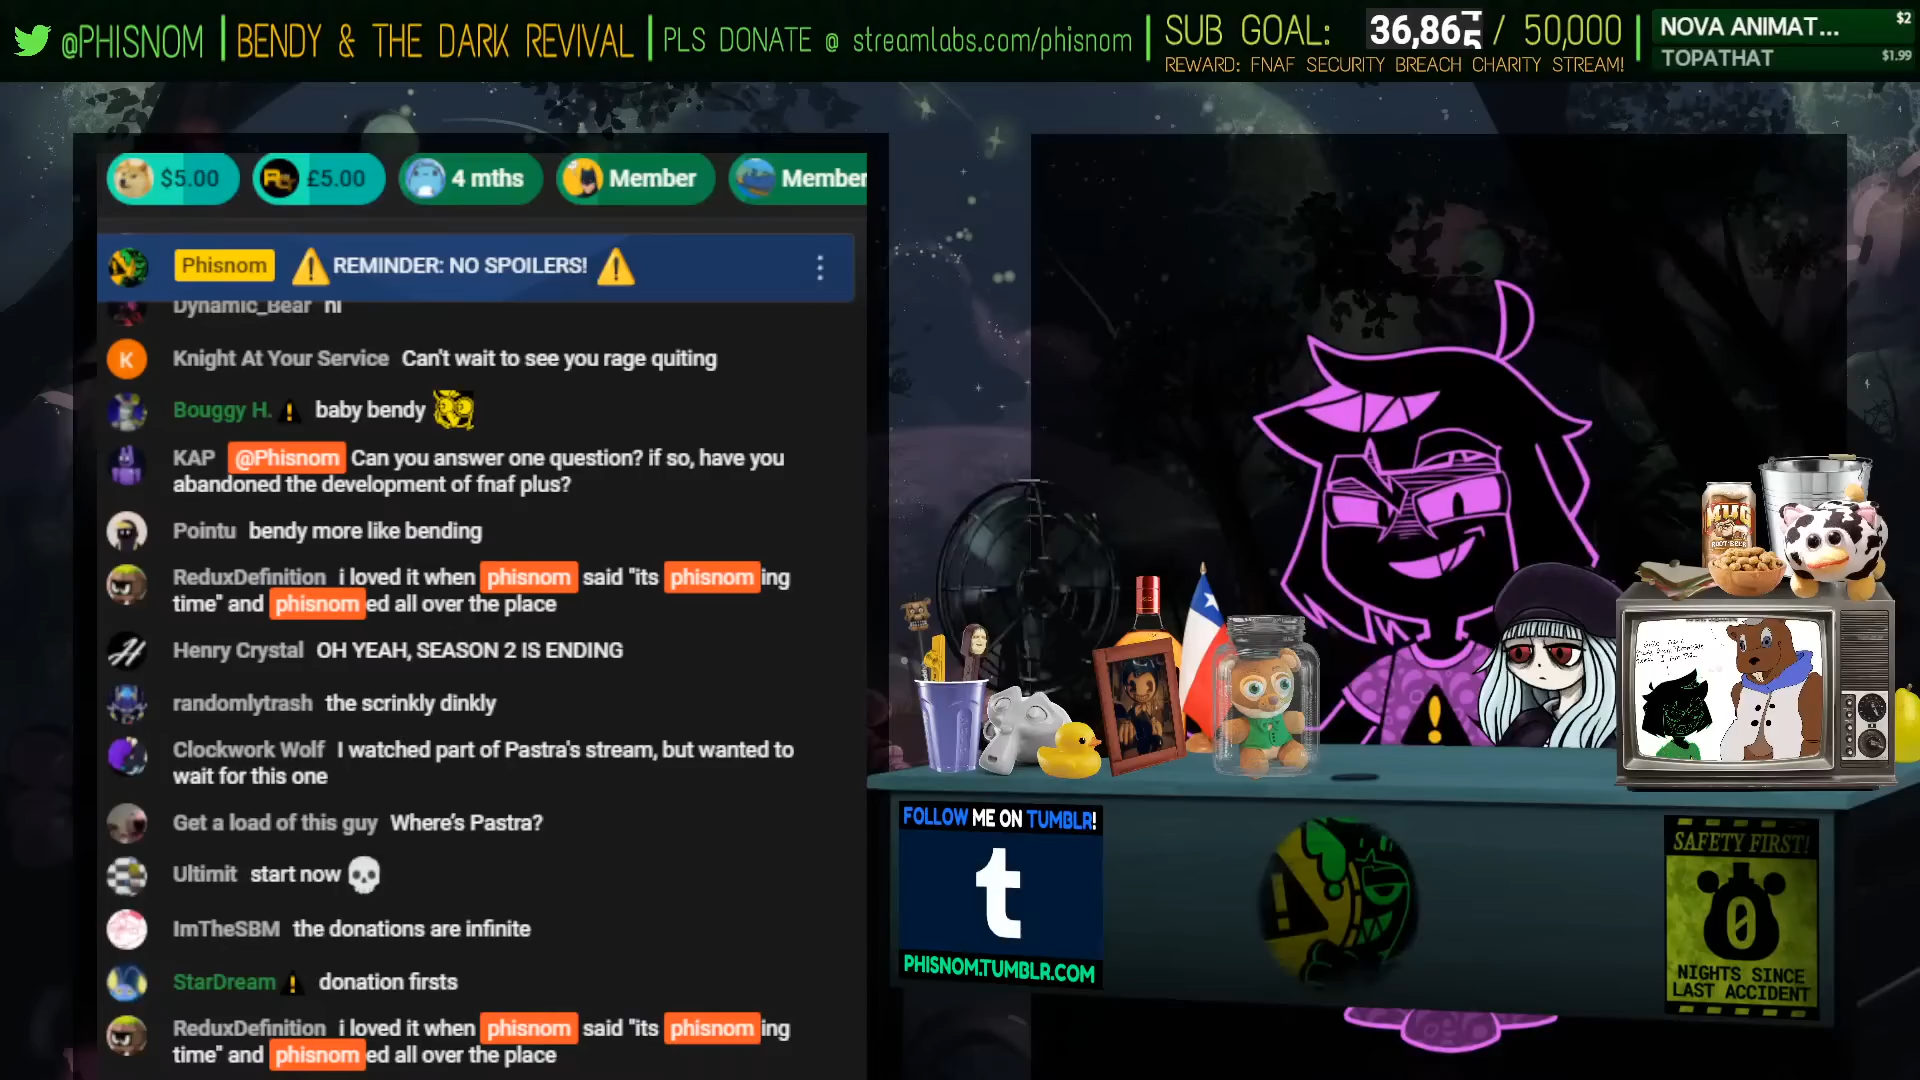 @PHISNOM
BENDY & THE DARK REVIVAL
PLS DONATE @ streamlabs.com/phisnom
SUB GOAL: 36,86 / 50,000
REWARD: FNAF SECURITY BREACH CHARITY STREAM!
NOVA ANIMAT... $2
TOPATHAT $1.99
$5.00
£5.00
4 mths
Member
Member
Phisnom ⚠️REMINDER: NO SPOILERS!⚠️
Dynamic_Bear hi
K
Knight At Your Service Can't wait to see you rage quiting
Bouggy H. baby bendy
KAP @Phisnom Can you answer one question? if so, have you
abandoned the development of fnaf plus?
Pointu bendy more like bending
ReduxDefinition i loved it when phisnom said "its phisnoming
time" and phisnomed all over the place
Henry Crystal OH YEAH, SEASON 2 IS ENDING
randomlytrash the scrinkly dinkly
Clockwork Wolf I watched part of Pastra's stream, but wanted to
wait for this one
Get a load of this guy Where's Pastra?
Ultimit start now 💀
ImTheSBM the donations are infinite
StarDream donation firsts
ReduxDefinition i loved it when phisnom said "its phisnoming
time" and phisnomed all over the place
MUG
ROOT BEER
FOLLOW ME ON TUMBLR!
t
PHISNOM.TUMBLR.COM
SAFETY FIRST!
0
NIGHTS SINCE
LAST ACCIDENT